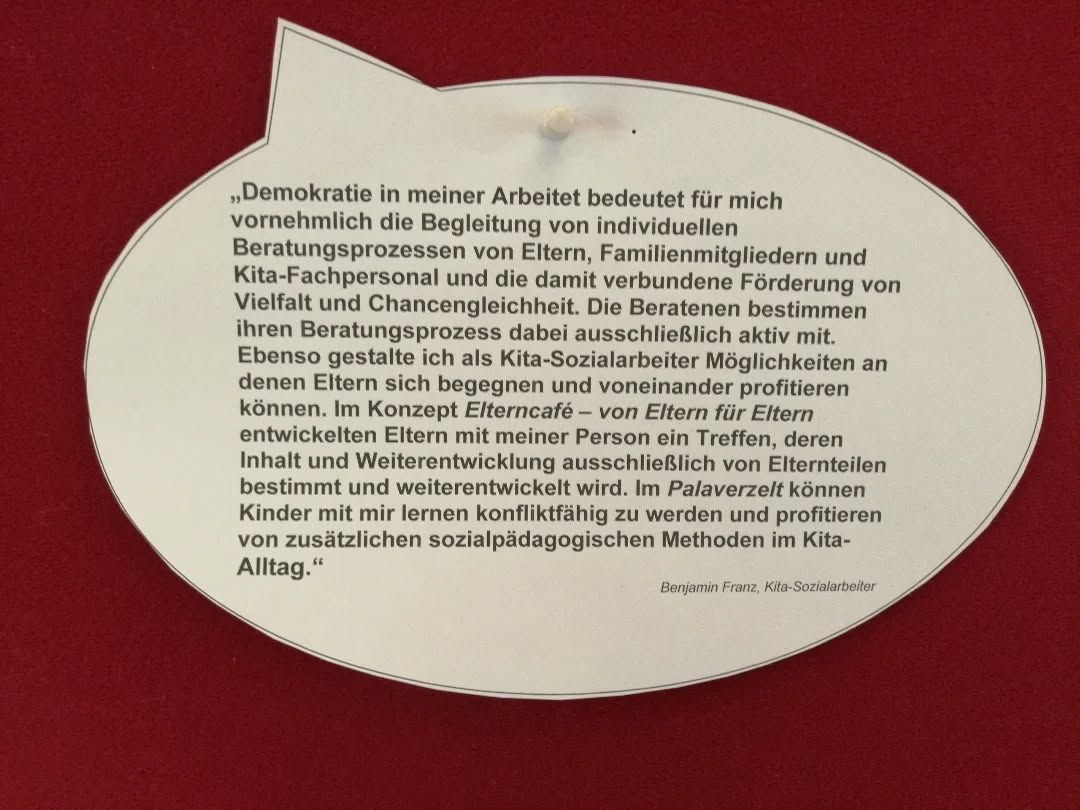 „Demokratie in meiner Arbeitet bedeutet für mich
vornehmlich die Begleitung von individuellen
Beratungsprozessen von Eltern, Familienmitgliedern und
Kita-Fachpersonal und die damit verbundene Förderung von
Vielfalt und Chancengleichheit. Die Beratenen bestimmen
ihren Beratungsprozess dabei ausschließlich aktiv mit.
Ebenso gestalte ich als Kita-Sozialarbeiter Möglichkeiten an
denen Eltern sich begegnen und voneinander profitieren
können. Im Konzept Elterncafé – von Eltern für Eltern
entwickelten Eltern mit meiner Person ein Treffen, deren
Inhalt und Weiterentwicklung ausschließlich von Elternteilen
bestimmt und weiterentwickelt wird. Im Palaverzelt können
Kinder mit mir lernen konfliktfähig zu werden und profitieren
von zusätzlichen sozialpädagogischen Methoden im Kita-
Alltag.“
Benjamin Franz, Kita-Sozialarbeiter